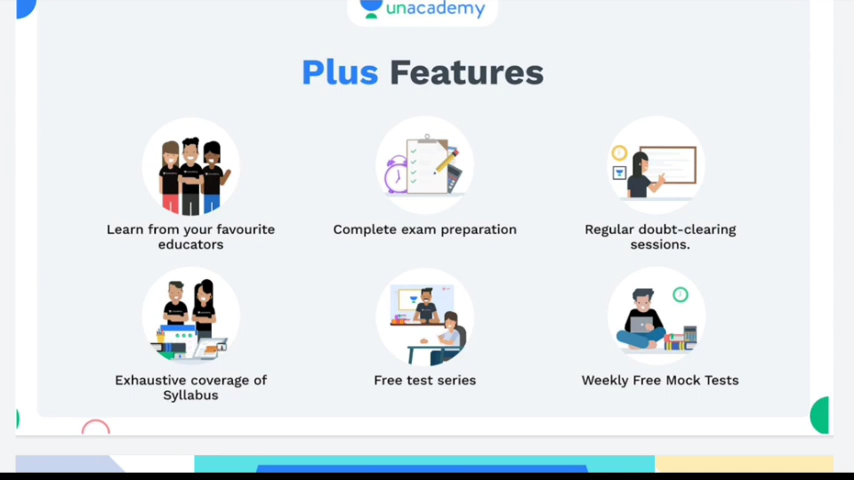 unacademy
Plus Features
Learn from your favourite
educators
Complete exam preparation
Regular doubt-clearing
sessions.
Exhaustive coverage of
Syllabus
Free test series
Weekly Free Mock Tests